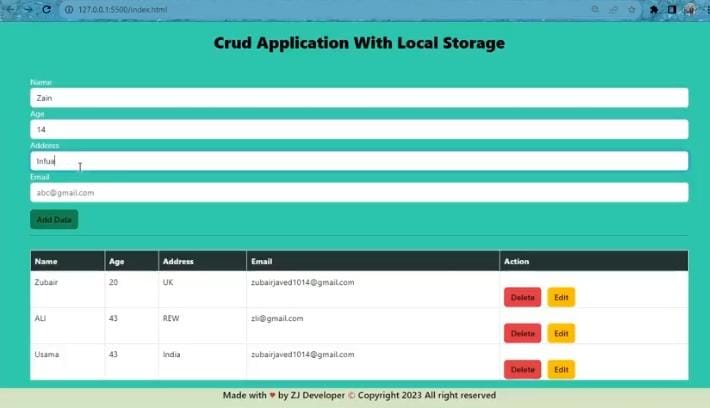 127.0.0.1:5500/index.html
Crud Application With Local Storage
Name
Zain
Age
14
Address
Infua
Email
abc@gmail.com
Add Data
Name Age Address Email Action
Zubair 20 UK zubairjaved1014@gmail.com Delete Edit
ALI 43 REW zli@gmail.com Delete Edit
Usama 43 India zubairjaved1014@gmail.com Delete Edit
Made with ♥ by ZJ Developer © Copyright 2023 All right reserved